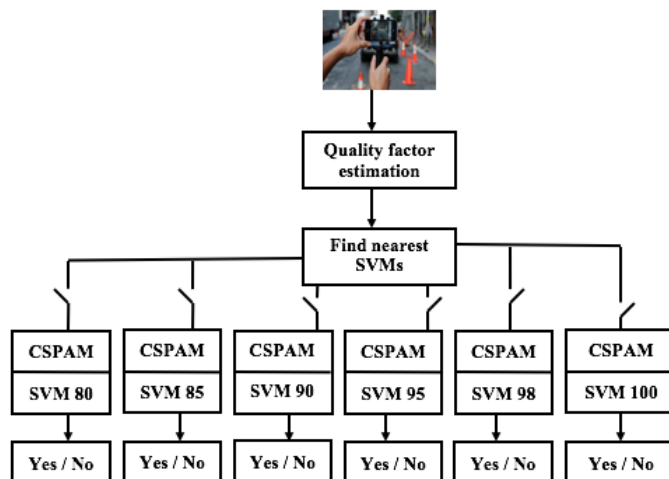 Quality factor
estimation
Find nearest
SVMs
CSPAM
CSPAM
CSPAM
CSPAM
CSPAM
CSPAM
SVM 80
SVM 85
SVM 90
SVM 95
SVM 98
SVM 100
Yes / No
Yes / No
Yes / No
Yes / No
Yes / No
Yes / No